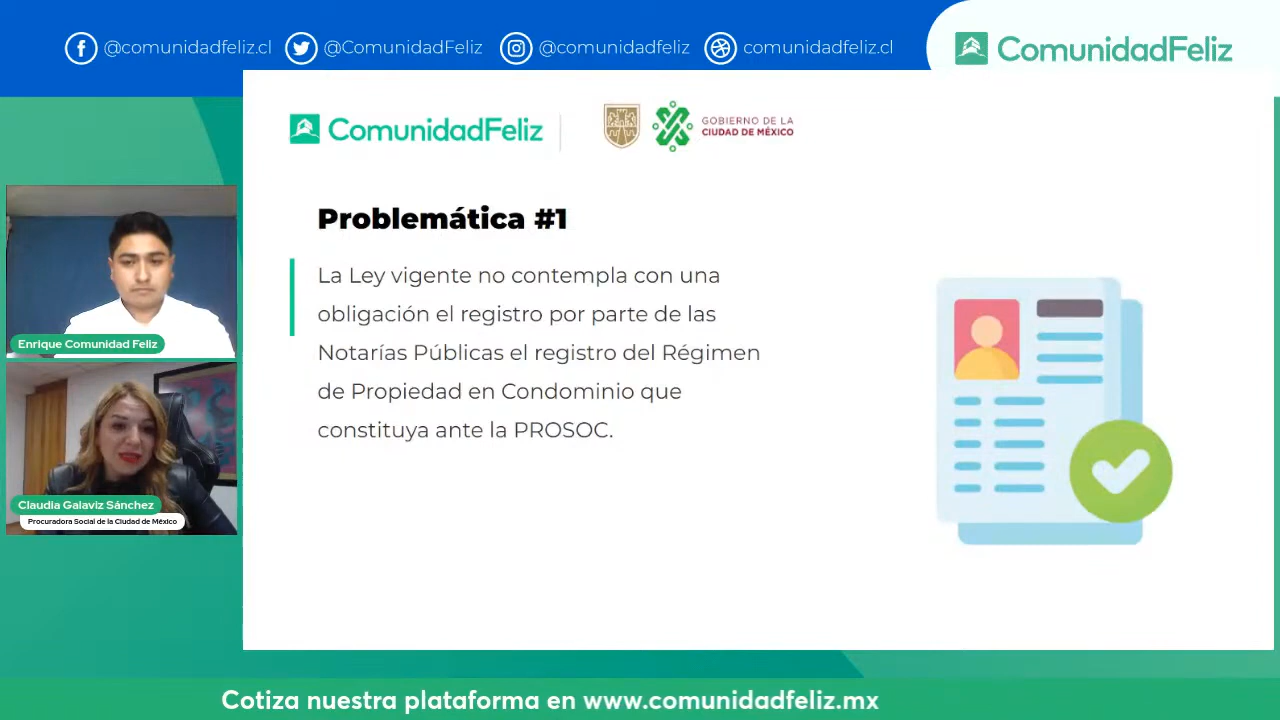 @comunidadfeliz.cl @ComunidadFeliz @comunidadfeliz comunidadfeliz.cl
ComunidadFeliz
ComunidadFeliz
GOBIERNO DE LA
CIUDAD DE MÉXICO
Problemática #1
La Ley vigente no contempla con una
obligación el registro por parte de las
Notarías Públicas el registro del Régimen
de Propiedad en Condominio que
constituya ante la PROSOC.
Enrique Comunidad Feliz
Claudia Galaviz Sánchez
Procuradora Social de la Ciudad de México
Cotiza nuestra plataforma en www.comunidadfeliz.mx